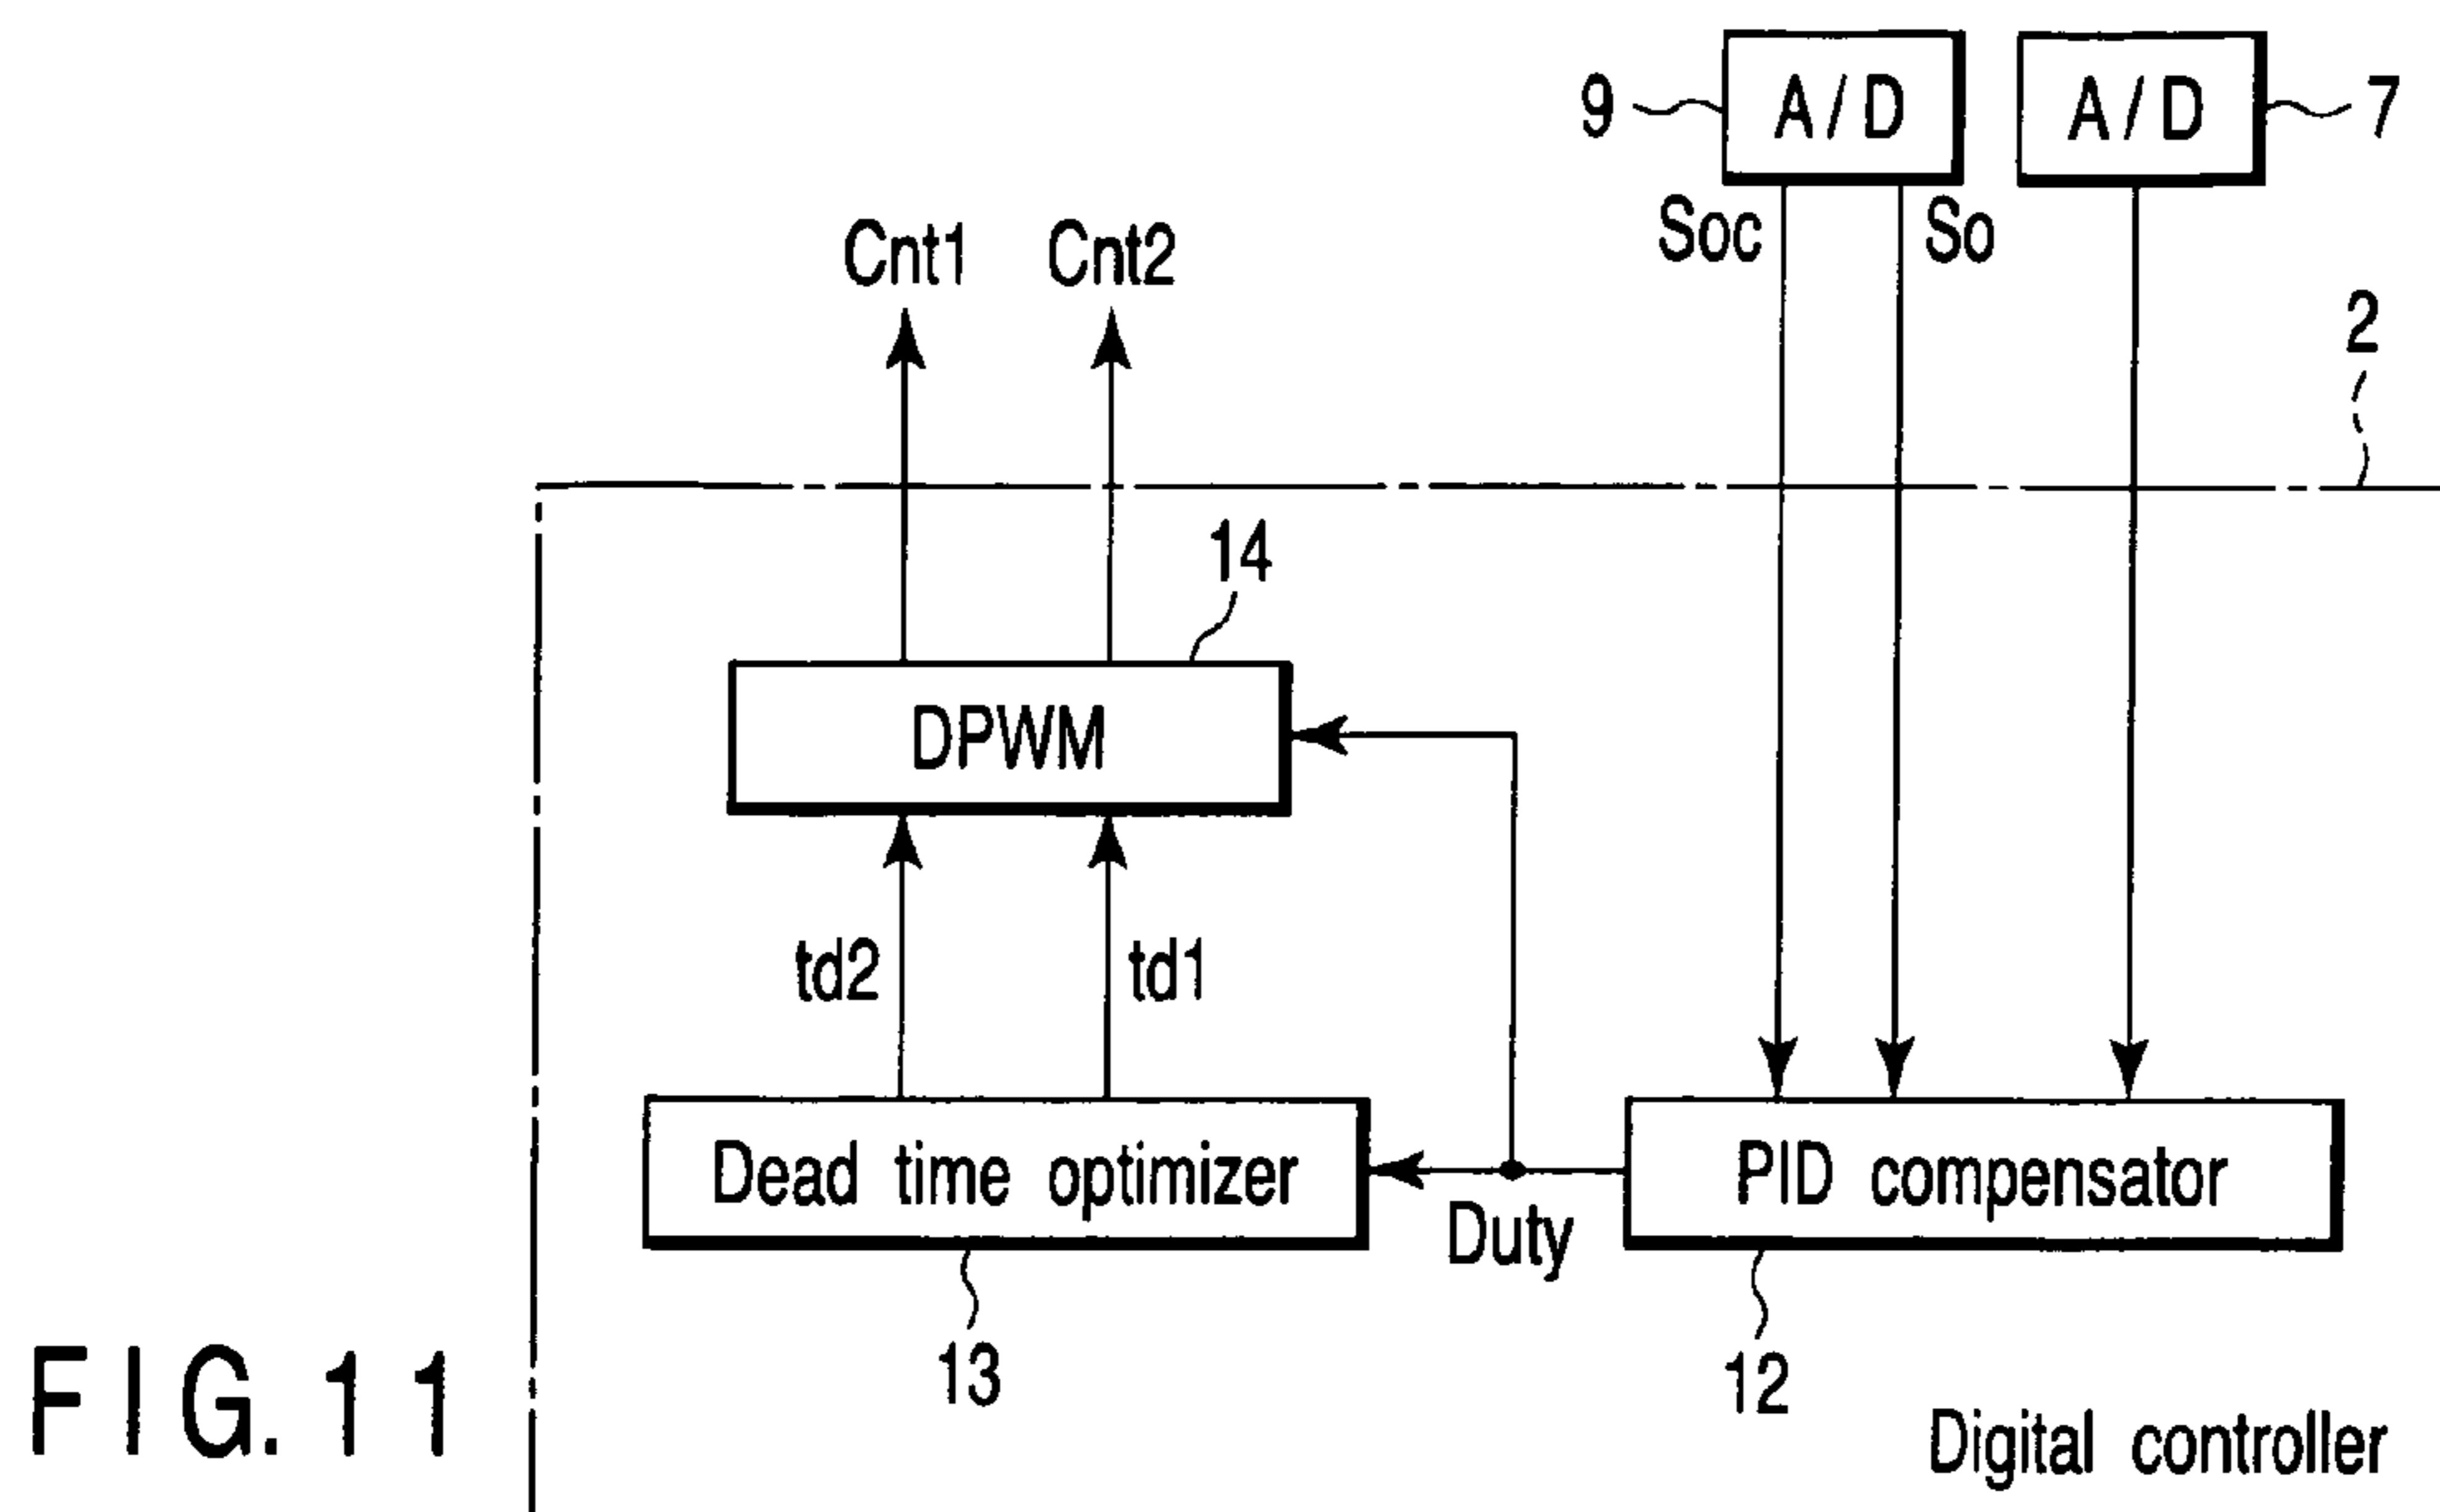 9
A/D
A/D
7
Soc
So
Cnt1
Cnt2
2
14
DPWM
td2
td1
Dead time optimizer
PID compensator
Duty
13
12
FIG. 11
Digital controller